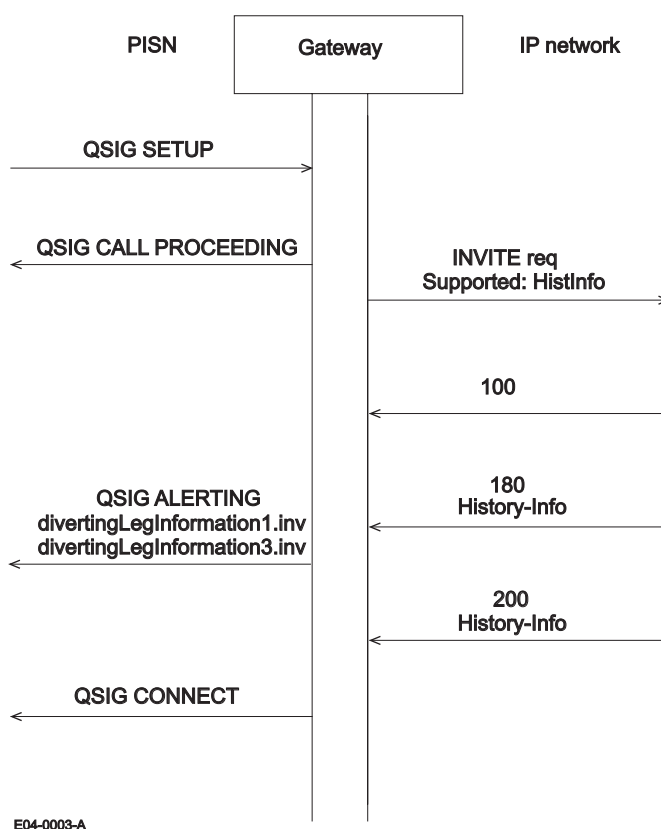 PISN
Gateway
IP network
QSIG SETUP
QSIG CALL PROCEEDING
INVITE req
Supported: HistInfo
100
QSIG ALERTING
divertingLegInformation1.inv
divertingLegInformation3.inv
180
History-Info
200
History-Info
QSIG CONNECT
E04-0003-A